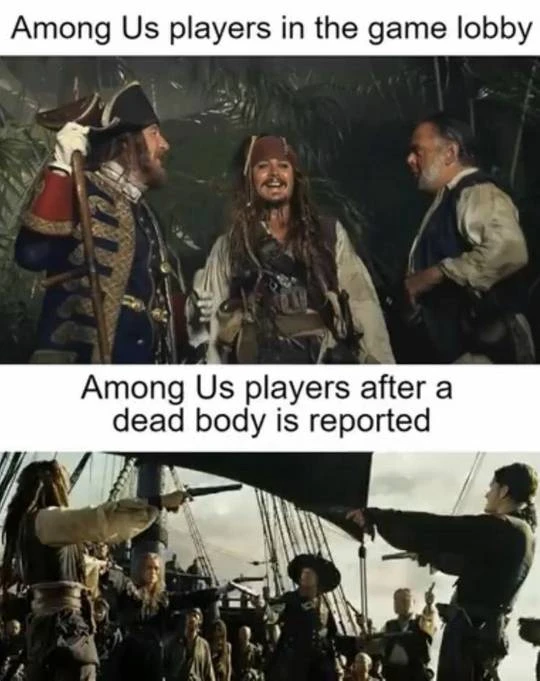 Among Us players in the game lobby
Among Us players after a
dead body is reported